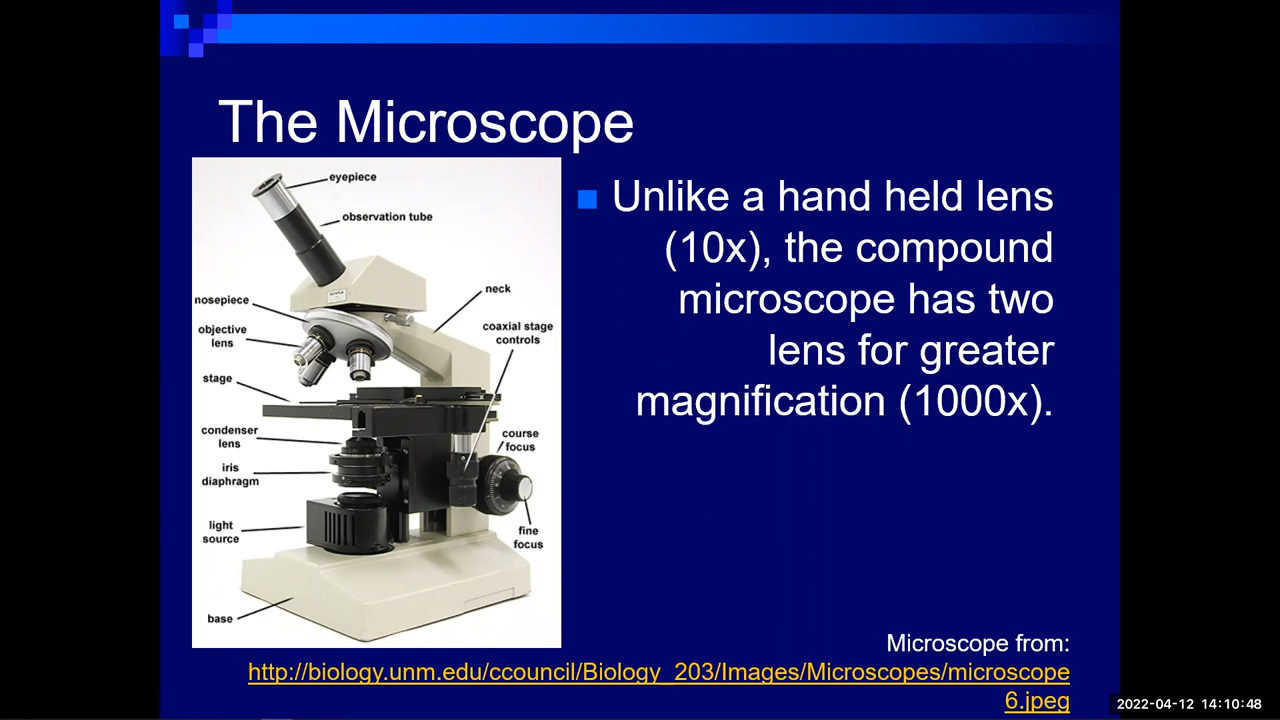 The Microscope
eyepiece
observation tube
nosepiece
neck
objective
lens
coaxial stage
controls
stage
condenser
lens
course
focus
iris
diaphragm
light
source
fine
focus
base
Unlike a hand held lens
(10x), the compound
microscope has two
lens for greater
magnification (1000x).
Microscope from:
http://biology.unm.edu/ccouncil/Biology_203/Images/Microscopes/microscope
6.jpeg
2022-04-12 14:10:48